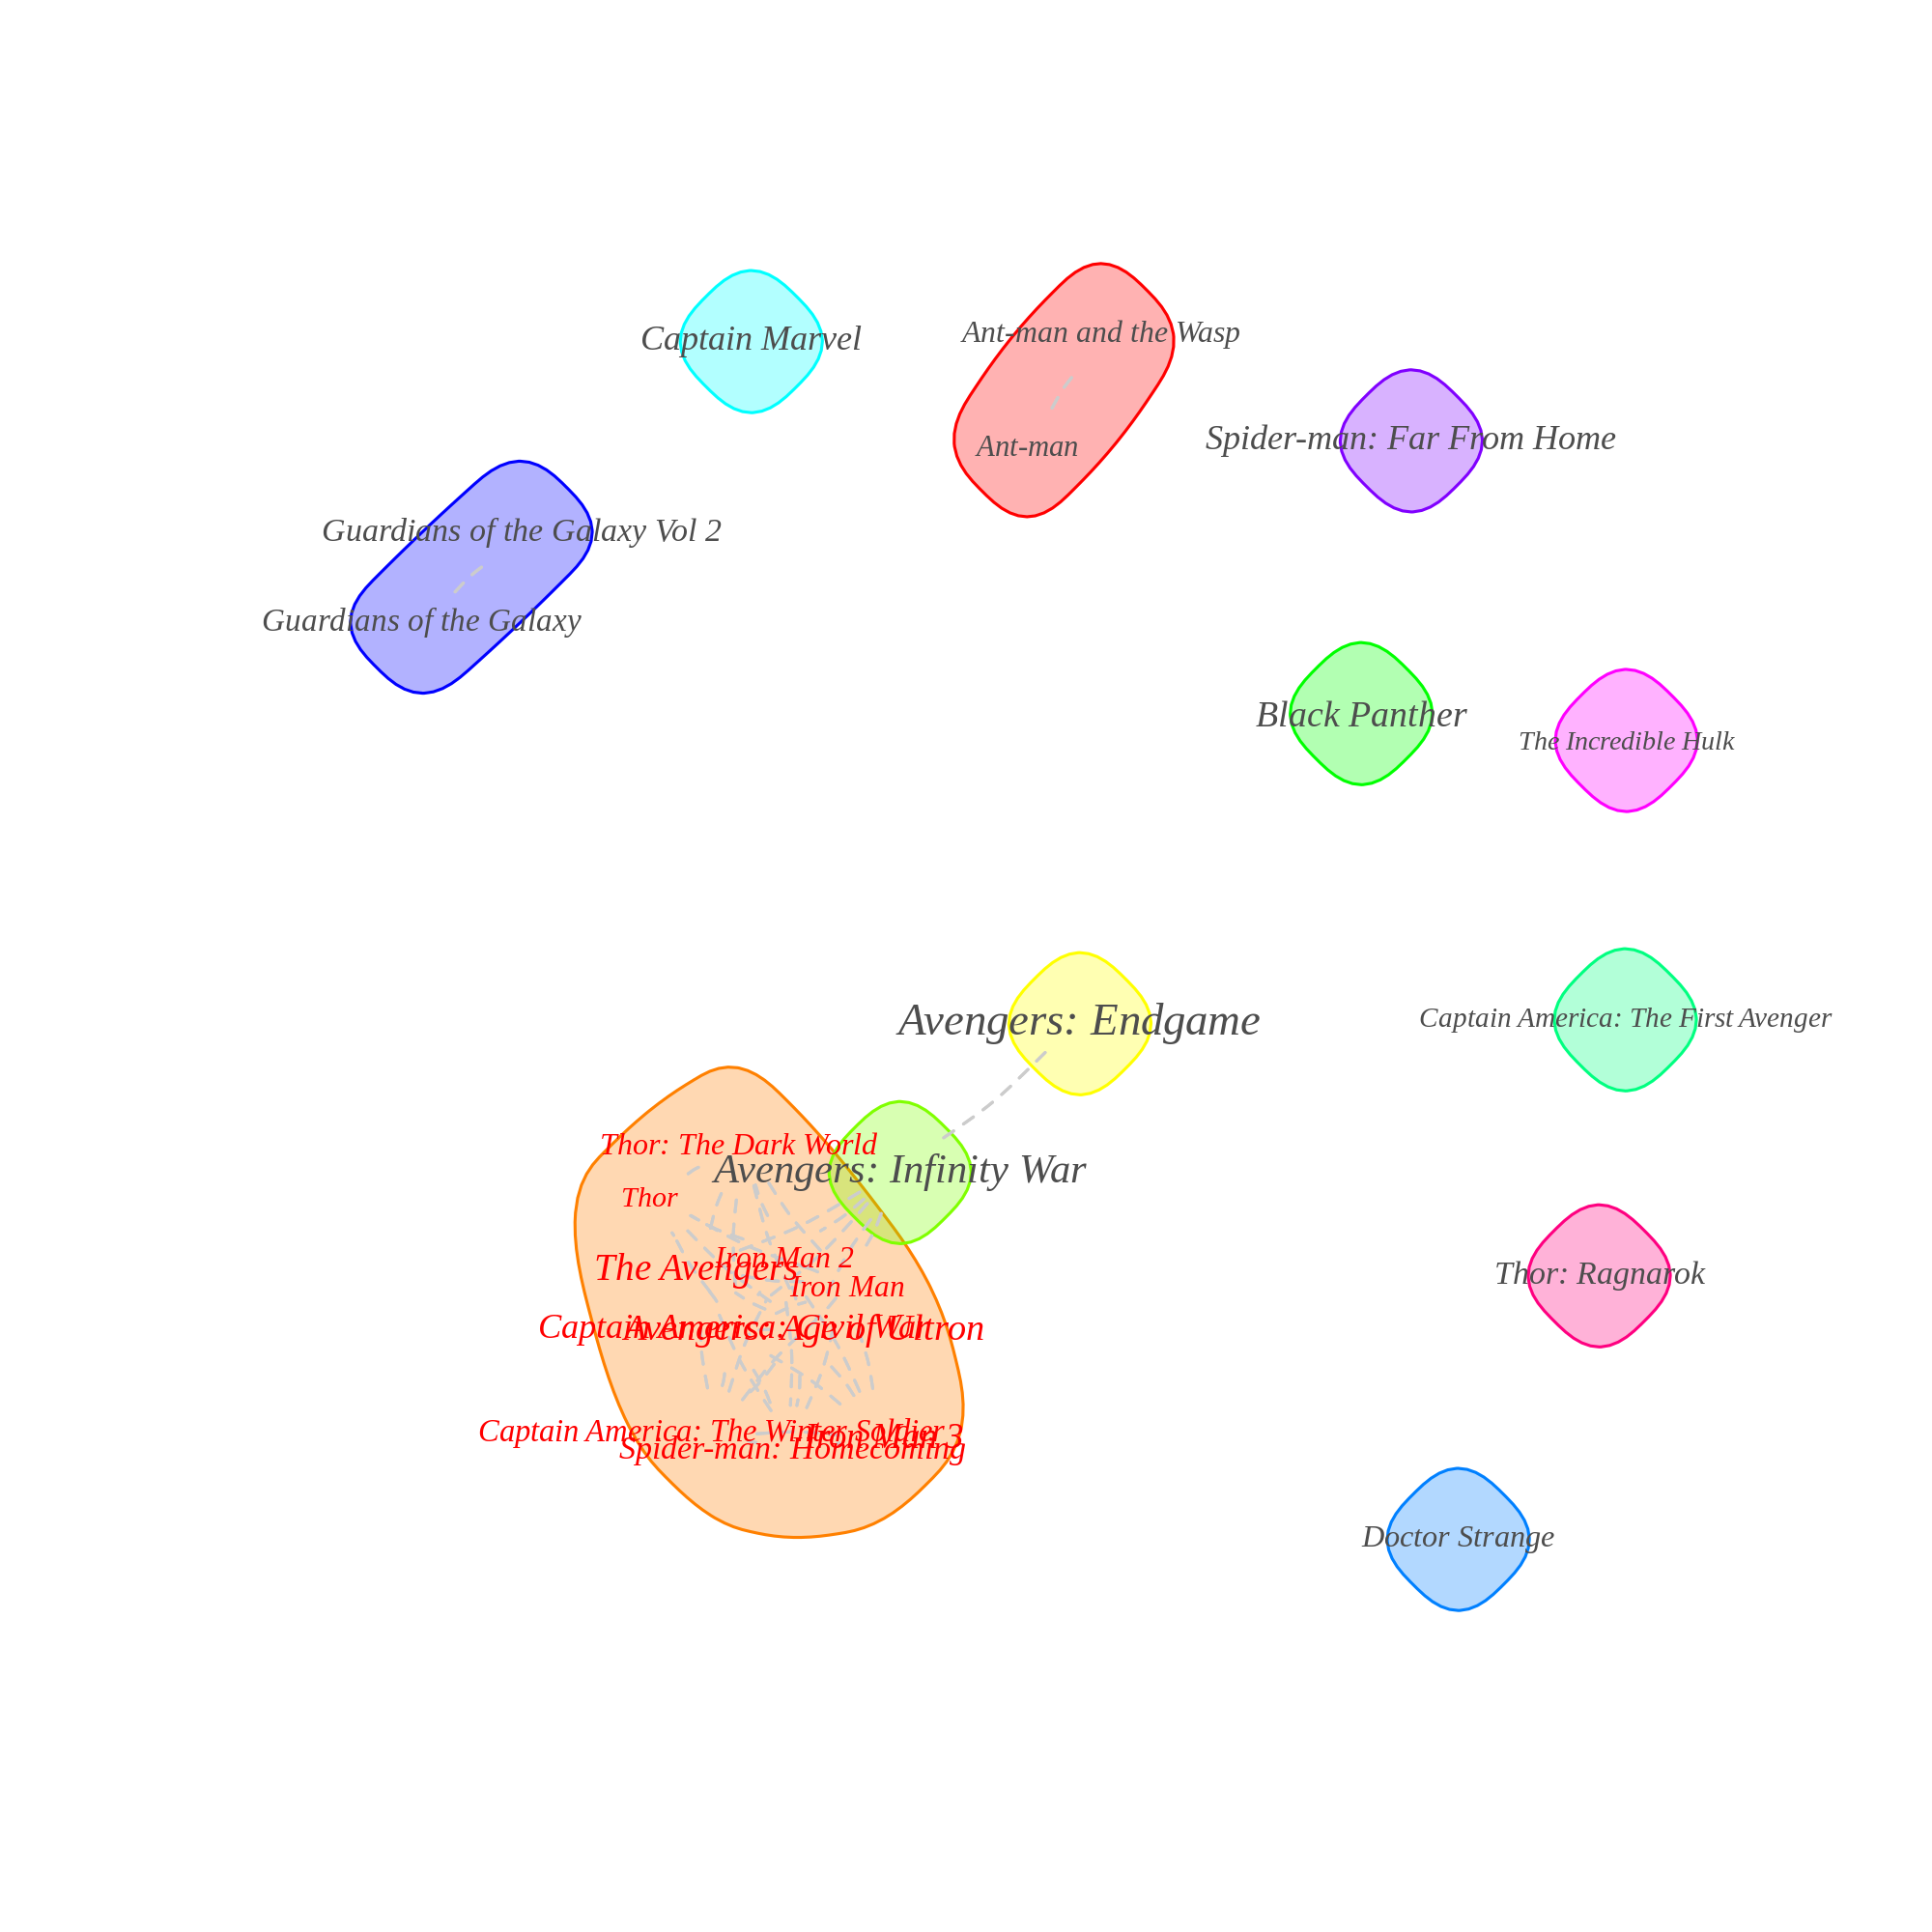 Captain Marvel
Ant-man and the Wasp
Spider-man: Far From Home
Ant-man
Guardians of the Galaxy Vol 2
Guardians of the Galaxy
Black Panther
The Incredible Hulk
Avengers: Endgame
Captain America: The First Avenger
Thor: The Dark World
Avengers: Infinity War
Thor
Iron Man 2
The Avengers
Thor: Ragnarok
Iron Man
Captain America: Civil War
Avengers: Age of Ultron
Captain America: The Winter Soldier
Iron Man 3
Spider-man: Homecoming
Doctor Strange